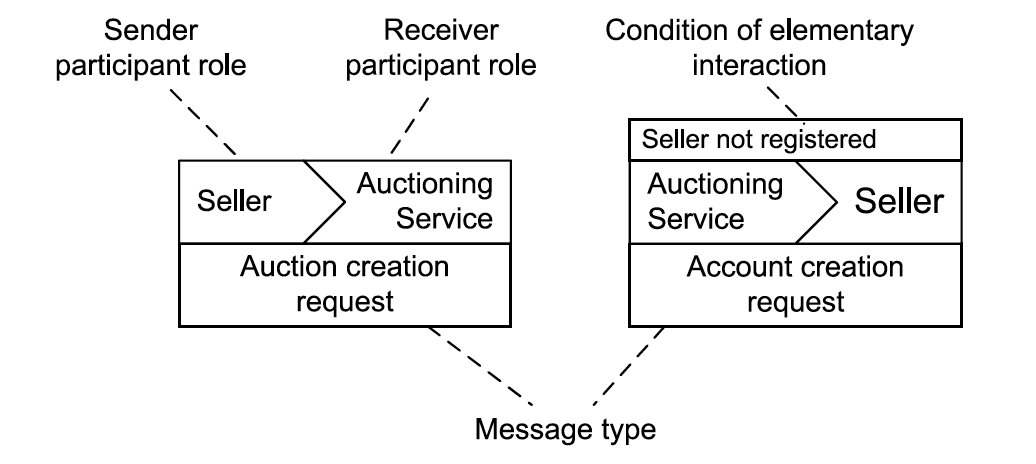 Sender
participant role
Receiver
participant role
Condition of elementary
interaction
Seller
Auctioning
Service
Auction creation
request
Seller not registered
Auctioning
Service
Seller
Account creation
request
Message type